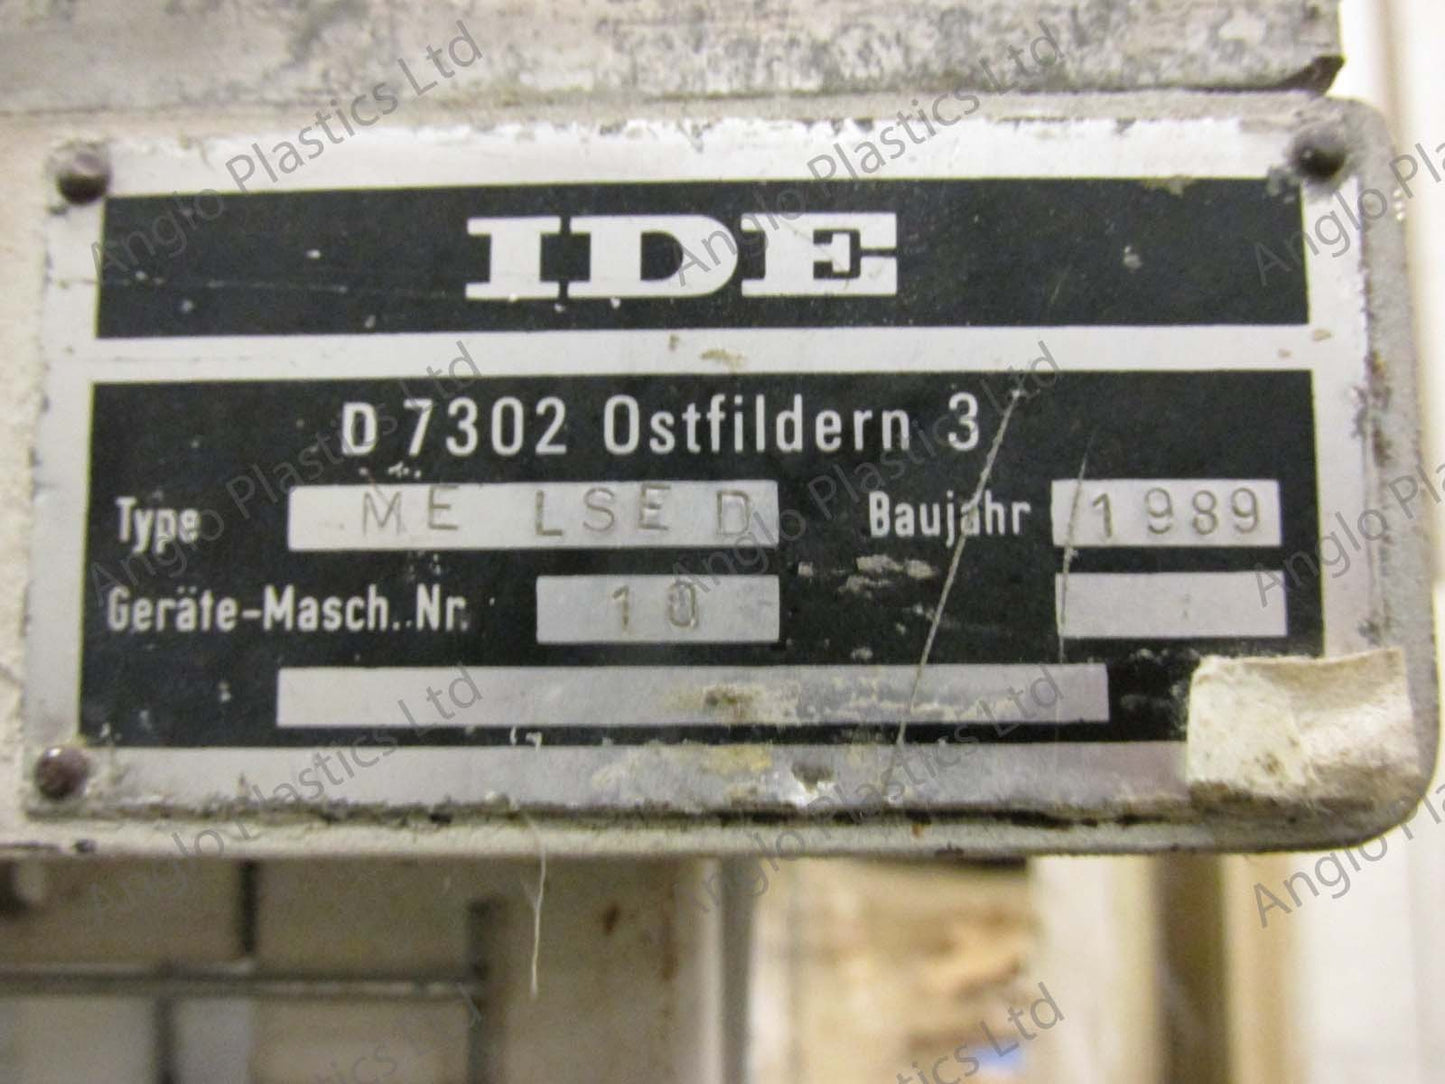 IDE
D 7302 Ostfildern 3
Type ME LSE D Baujahr 1989
Geräte-Masch..Nr. 10
Anglo Plastics Ltd